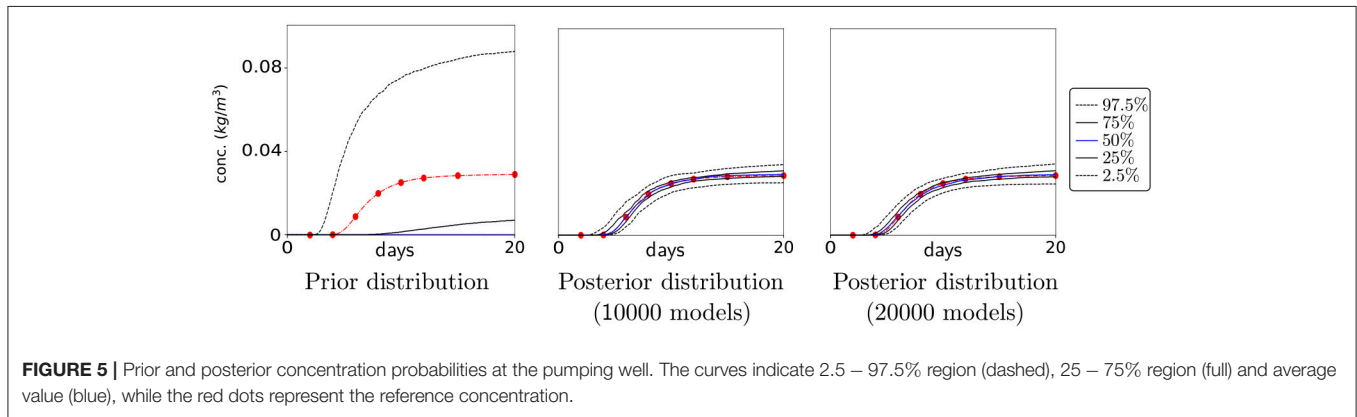 0.08
0.04
0
conc. (kg/m³)
0
days
20
Prior distribution
0
days
20
Posterior distribution
(10000 models)
0
days
20
Posterior distribution
(20000 models)
97.5%
75%
50%
25%
2.5%
FIGURE 5 | Prior and posterior concentration probabilities at the pumping well. The curves indicate 2.5 – 97.5% region (dashed), 25 – 75% region (full) and average
value (blue), while the red dots represent the reference concentration.